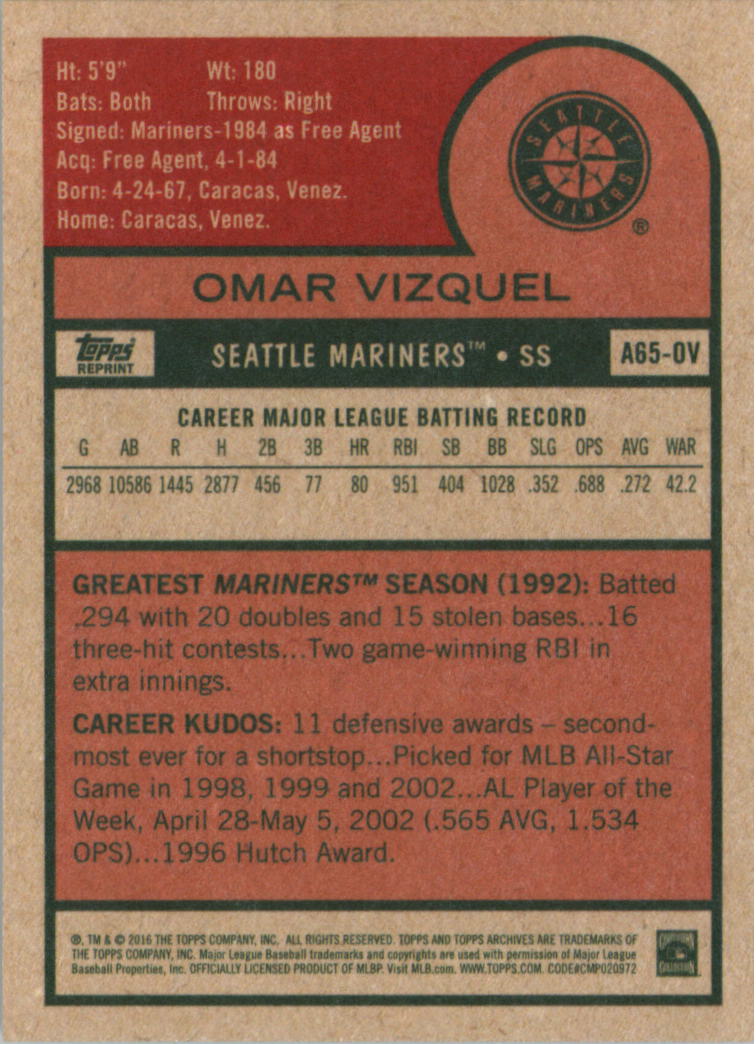 Ht: 5'9" Wt: 180
Bats: Both Throws: Right
Signed: Mariners-1984 as Free Agent
Acq: Free Agent, 4-1-84
Born: 4-24-67, Caracas, Venez.
Home: Caracas, Venez.
SEATTLE
MARINERS
®
OMAR VIZQUEL
Topps
REPRINT
SEATTLE MARINERS™ • SS
A65-OV
CAREER MAJOR LEAGUE BATTING RECORD
G AB R H 2B 3B HR RBI SB BB SLG OPS AVG WAR
2968 10586 1445 2877 456 77 80 951 404 1028 .352 .688 .272 42.2
GREATEST MARINERS™ SEASON (1992): Batted
.294 with 20 doubles and 15 stolen bases...16
three-hit contests...Two game-winning RBI in
extra innings.
CAREER KUDOS: 11 defensive awards – second-
most ever for a shortstop...Picked for MLB All-Star
Game in 1998, 1999 and 2002...AL Player of the
Week, April 28-May 5, 2002 (.565 AVG, 1.534
OPS)...1996 Hutch Award.
®, TM & © 2016 THE TOPPS COMPANY, INC. ALL RIGHTS RESERVED. TOPPS AND TOPPS ARCHIVES ARE TRADEMARKS OF
THE TOPPS COMPANY, INC. Major League Baseball trademarks and copyrights are used with permission of Major League
Baseball Properties, Inc. OFFICIALLY LICENSED PRODUCT OF MLBP. Visit MLB.com. WWW.TOPPS.COM. CODE#CMP020972
COOPERSTOWN
COLLECTION